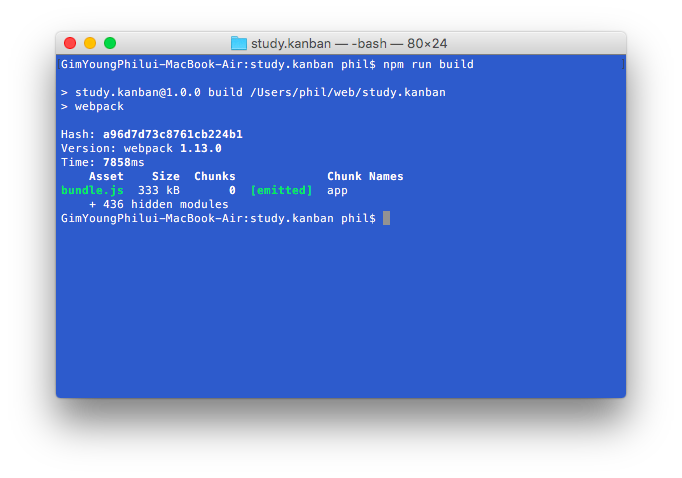 study.kanban — -bash — 80×24
GimYoungPhilui-MacBook-Air:study.kanban phil$ npm run build
> study.kanban@1.0.0 build /Users/phil/web/study.kanban
> webpack
Hash: a96d7d73c8761cb224b1
Version: webpack 1.13.0
Time: 7858ms
Asset Size Chunks Chunk Names
bundle.js 333 kB 0 [emitted] app
+ 436 hidden modules
GimYoungPhilui-MacBook-Air:study.kanban phil$